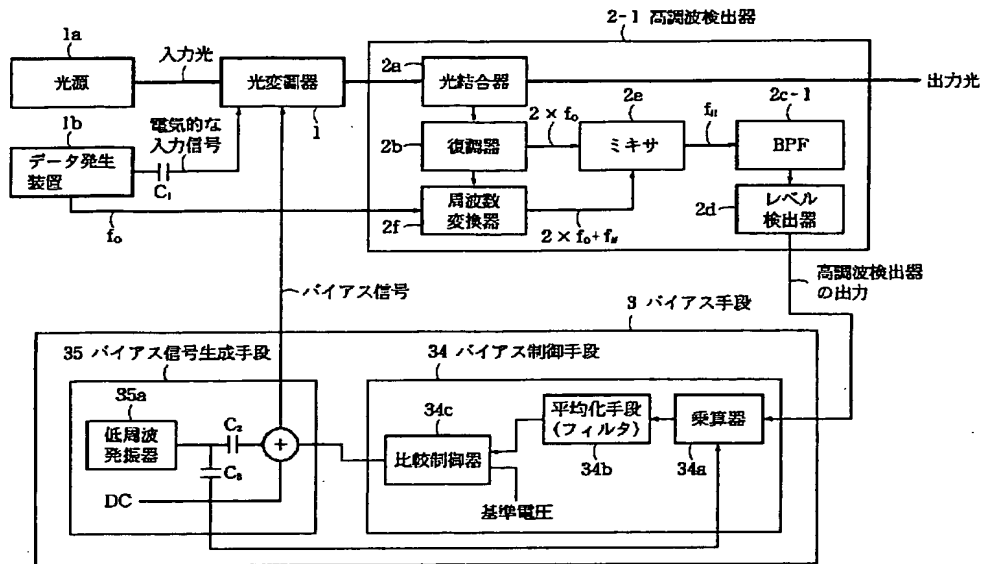 2-1 高調波検出器
1a
光源
入力光
光変調器
1
2a
光結合器
出力光
1b
データ発生
装置
電気的な
入力信号
C₁
f₀
2b
復調器
2×f₀
2e
ミキサ
fᵢғ
2c-1
BPF
2f
周波数
変換器
2×f₀+fᵢғ
2d
レベル
検出器
高調波検出器
の出力
バイアス信号
3 バイアス手段
35 バイアス信号生成手段
35a
低周波
発振器
C₂
C₃
+
DC
34 バイアス制御手段
34c
比較制御器
基準電圧
平均化手段
(フィルタ)
34b
乗算器
34a